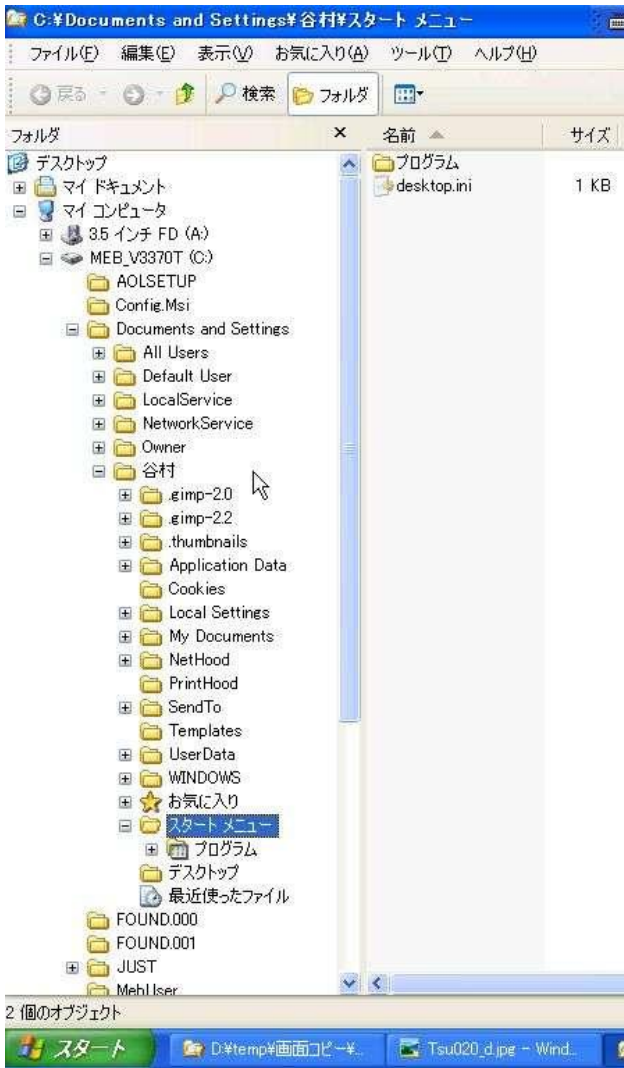 C:¥Documents and Settings¥谷村¥スタート メニュー
ファイル(F) 編集(E) 表示(V) お気に入り(A) ツール(T) ヘルプ(H)
戻る 検索 フォルダ
フォルダ × 名前 サイズ
デスクトップ
マイ ドキュメント
マイ コンピュータ
3.5 インチ FD (A:)
MEB_V3370T (C:)
AOLSETUP
Config.Msi
Documents and Settings
All Users
Default User
LocalService
NetworkService
Owner
谷村
.gimp-2.0
.gimp-2.2
.thumbnails
Application Data
Cookies
Local Settings
My Documents
NetHood
PrintHood
SendTo
Templates
UserData
WINDOWS
お気に入り
スタート メニュー
プログラム
デスクトップ
最近使ったファイル
FOUND.000
FOUND.001
JUST
MebUser
プログラム
desktop.ini 1 KB
2 個のオブジェクト
スタート D:¥temp¥画面コピー¥... Tsu020_d.jpg - Wind...